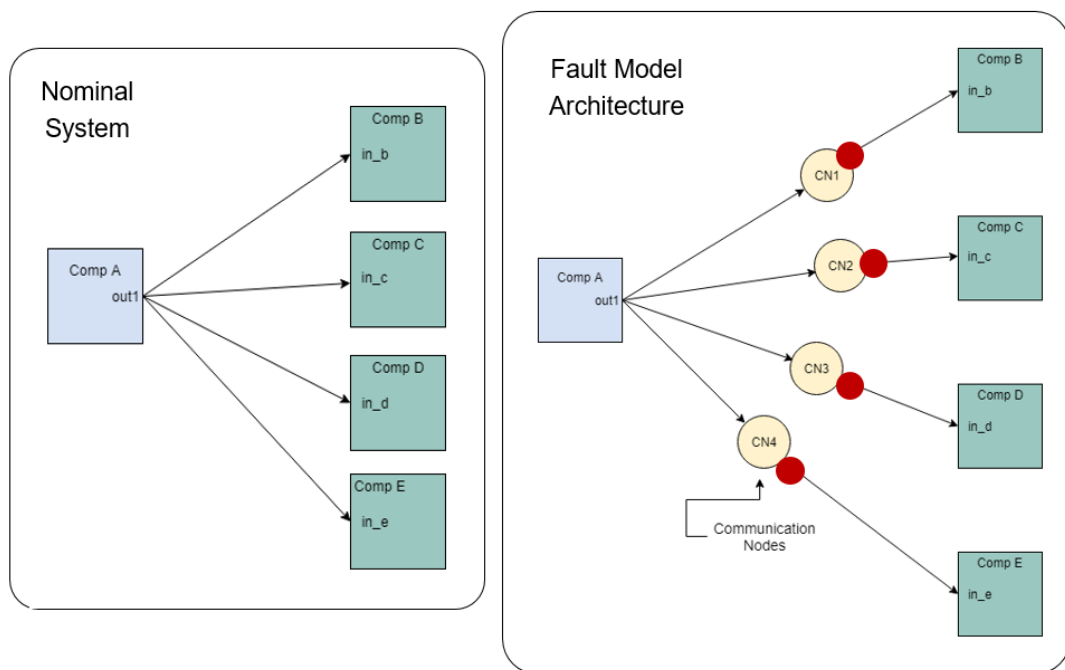 Nominal
System
Comp A
out1
Comp B
in_b
Comp C
in_c
Comp D
in_d
Comp E
in_e
Fault Model
Architecture
Comp A
out1
CN1
CN2
CN3
CN4
Communication
Nodes
Comp B
in_b
Comp C
in_c
Comp D
in_d
Comp E
in_e